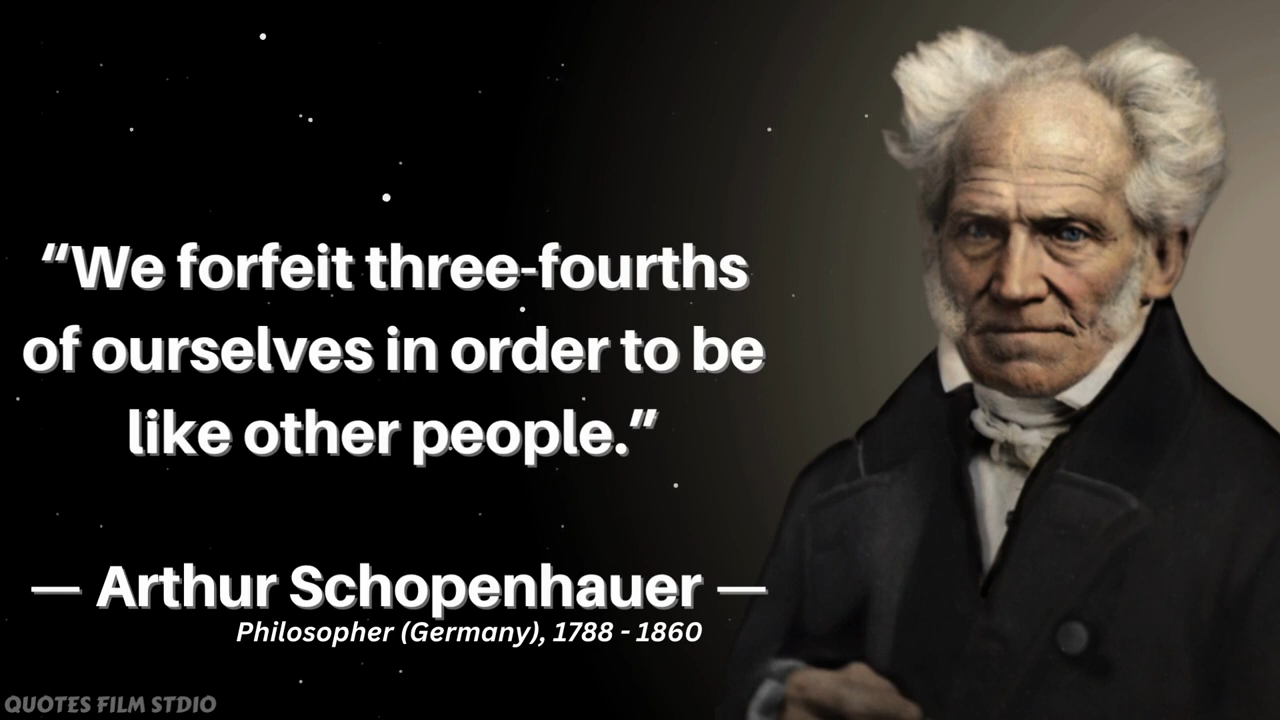 “We forfeit three-fourths
of ourselves in order to be
like other people.”
— Arthur Schopenhauer —
Philosopher (Germany), 1788 - 1860
QUOTES FILM STDIO